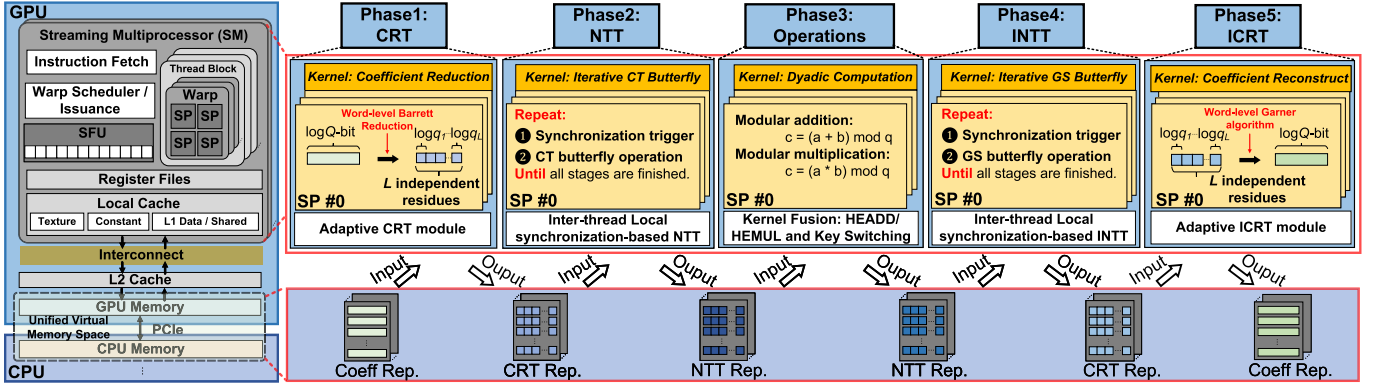 GPU
Streaming Multiprocessor (SM)
Instruction Fetch
Warp Scheduler /
Issuance
SFU
Thread Block
Warp
SP SP
SP SP
Register Files
Local Cache
Texture Constant L1 Data / Shared
Interconnect
L2 Cache
GPU Memory
Unified Virtual
Memory Space
PCIe
CPU Memory
CPU
Phase1:
CRT
Kernel: Coefficient Reduction
Word-level Barrett
Reduction
logQ-bit
logq₁-logq_L
L independent
residues
SP #0
Adaptive CRT module
Phase2:
NTT
Kernel: Iterative CT Butterfly
Repeat:
❶ Synchronization trigger
❷ CT butterfly operation
Until all stages are finished.
SP #0
Inter-thread Local
synchronization-based NTT
Phase3:
Operations
Kernel: Dyadic Computation
Modular addition:
c = (a + b) mod q
Modular multiplication:
c = (a * b) mod q
SP #0
Kernel Fusion: HEADD/
HEMUL and Key Switching
Phase4:
INTT
Kernel: Iterative GS Butterfly
Repeat:
❶ Synchronization trigger
❷ GS butterfly operation
Until all stages are finished.
SP #0
Inter-thread Local
synchronization-based INTT
Phase5:
ICRT
Kernel: Coefficient Reconstruct
Word-level Garner
algorithm
logq₁-logq_L
logQ-bit
L independent
residues
SP #0
Adaptive ICRT module
Input
Ouput
Input
Ouput
Input
Ouput
Input
Ouput
Input
Ouput
Coeff Rep.
CRT Rep.
NTT Rep.
NTT Rep.
CRT Rep.
Coeff Rep.